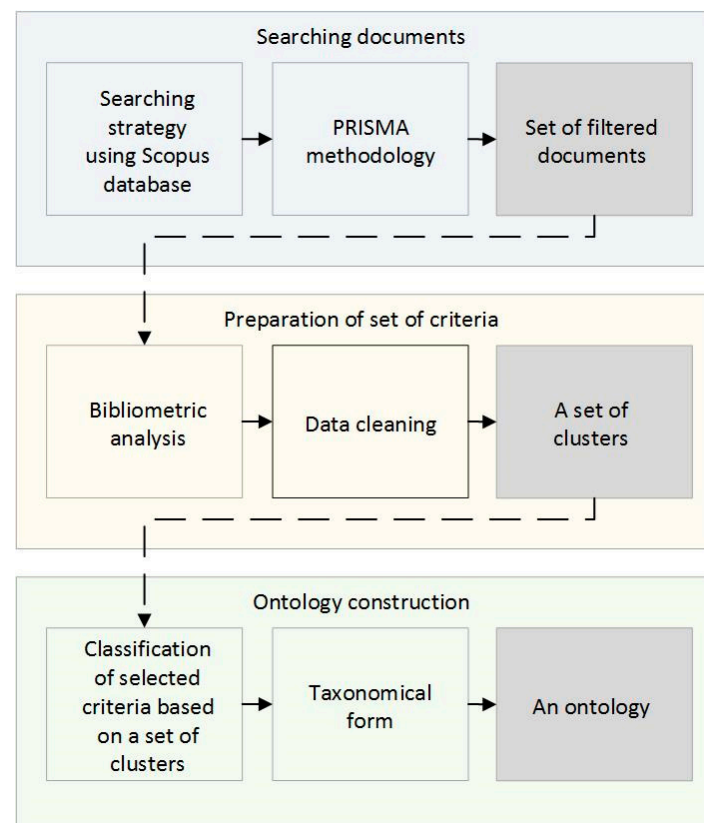 Searching documents
Searching
strategy
using Scopus
database
PRISMA
methodology
Set of filtered
documents
Preparation of set of criteria
Bibliometric
analysis
Data cleaning
A set of
clusters
Ontology construction
Classification
of selected
criteria based
on a set of
clusters
Taxonomical
form
An ontology